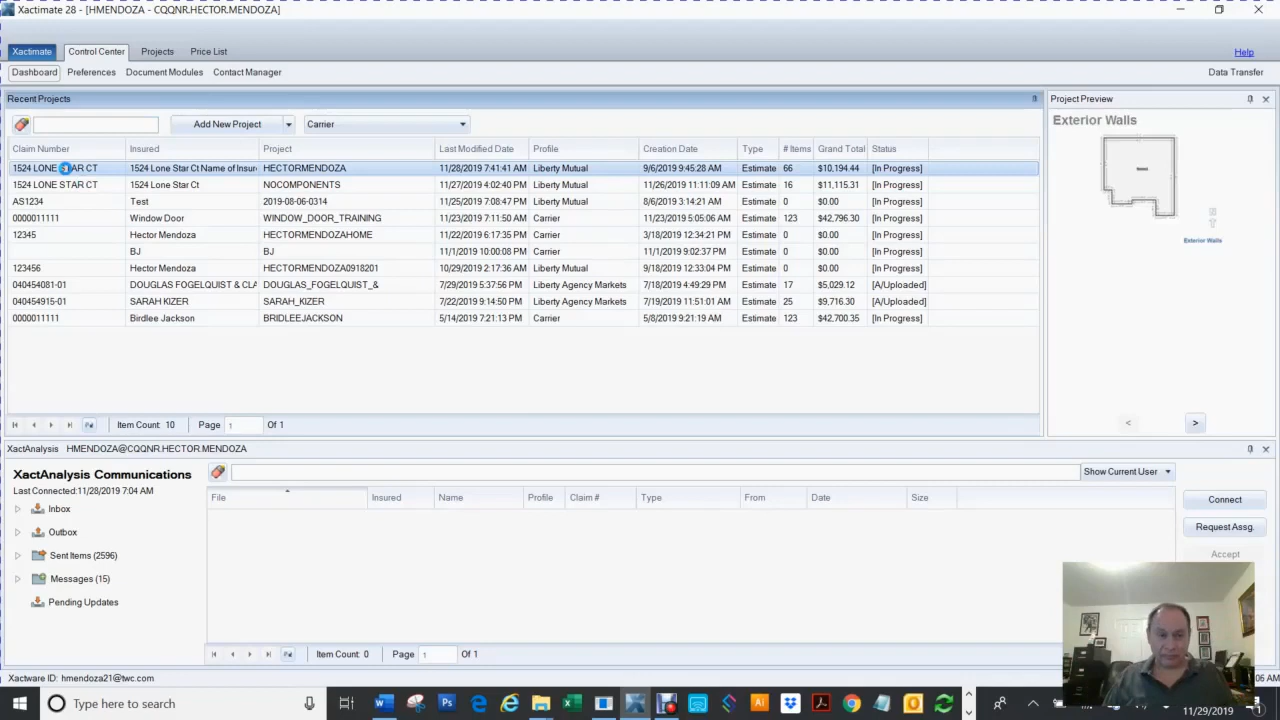 Xactimate 28 - [HMENDOZA - CQQNR.HECTOR.MENDOZA]
Xactimate Control Center Projects Price List Help
Dashboard Preferences Document Modules Contact Manager Data Transfer
Recent Projects
Add New Project Carrier
Claim Number Insured Project Last Modified Date Profile Creation Date Type # Items Grand Total Status
1524 LONE STAR CT 1524 Lone Star Ct Name of Insure HECTORMENDOZA 11/28/2019 7:41:41 AM Liberty Mutual 9/6/2019 9:45:28 AM Estimate 66 $10,194.44 [In Progress]
1524 LONE STAR CT 1524 Lone Star Ct NOCOMPONENTS 11/27/2019 4:02:40 PM Liberty Mutual 11/26/2019 11:11:09 AM Estimate 16 $11,115.31 [In Progress]
AS1234 Test 2019-08-06-0314 11/25/2019 7:08:47 PM Liberty Mutual 8/6/2019 3:14:21 AM Estimate 0 $0.00 [In Progress]
0000011111 Window Door WINDOW_DOOR_TRAINING 11/23/2019 7:11:50 AM Carrier 11/23/2019 5:05:06 AM Estimate 123 $42,796.30 [In Progress]
12345 Hector Mendoza HECTORMENDOZAHOME 11/22/2019 6:17:35 PM Carrier 3/18/2019 12:34:21 PM Estimate 0 $0.00 [In Progress]
BJ BJ 11/1/2019 10:00:08 PM Carrier 11/1/2019 9:02:37 PM Estimate 0 $0.00 [In Progress]
123456 Hector Mendoza HECTORMENDOZA0918201 10/29/2019 2:17:36 AM Liberty Mutual 9/18/2019 12:33:04 PM Estimate 0 $0.00 [In Progress]
040454081-01 DOUGLAS FOGELQUIST & CLA DOUGLAS_FOGELQUIST_& 7/29/2019 5:37:56 PM Liberty Agency Markets 7/18/2019 4:49:29 PM Estimate 17 $5,029.12 [A/Uploaded]
040454915-01 SARAH KIZER SARAH_KIZER 7/22/2019 9:14:50 PM Liberty Agency Markets 7/19/2019 11:51:01 AM Estimate 25 $9,716.30 [A/Uploaded]
0000011111 Birdlee Jackson BRIDLEEJACKSON 5/14/2019 7:21:13 PM Carrier 5/8/2019 9:21:19 AM Estimate 123 $42,700.35 [In Progress]
Item Count: 10 Page 1 Of 1
Project Preview
Exterior Walls
Exterior Walls
< >
XactAnalysis HMENDOZA@CQQNR.HECTOR.MENDOZA
XactAnalysis Communications
Show Current User
Last Connected:11/28/2019 7:04 AM
File Insured Name Profile Claim # Type From Date Size
Inbox
Outbox
Sent Items (2596)
Messages (15)
Pending Updates
Connect
Request Assg.
Accept
Item Count: 0 Page 1 Of 1
Xactware ID: hmendoza21@twc.com
:06 AM
Type here to search
11/29/2019